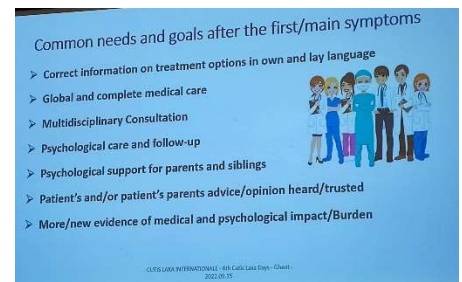 Common needs and goals after the first/main symptoms
➢ Correct information on treatment options in own and lay language
➢ Global and complete medical care
➢ Multidisciplinary Consultation
➢ Psychological care and follow-up
➢ Psychological support for parents and siblings
➢ Patient's and/or patient's parents advice/opinion heard/trusted
➢ More/new evidence of medical and psychological impact/Burden
CUTIS LAXA INTERNATIONALE - 6th Cutis Laxa Days - Ghent -
2022.09.15